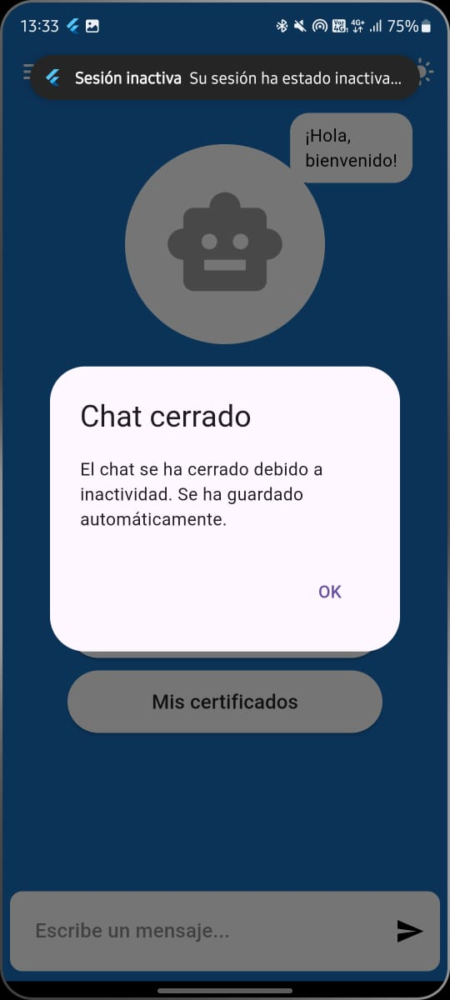 13:33 4G+ 75%
Sesión inactiva Su sesión ha estado inactiva...
¡Hola,
bienvenido!
Chat cerrado
El chat se ha cerrado debido a
inactividad. Se ha guardado
automáticamente.
OK
Mis certificados
Escribe un mensaje...